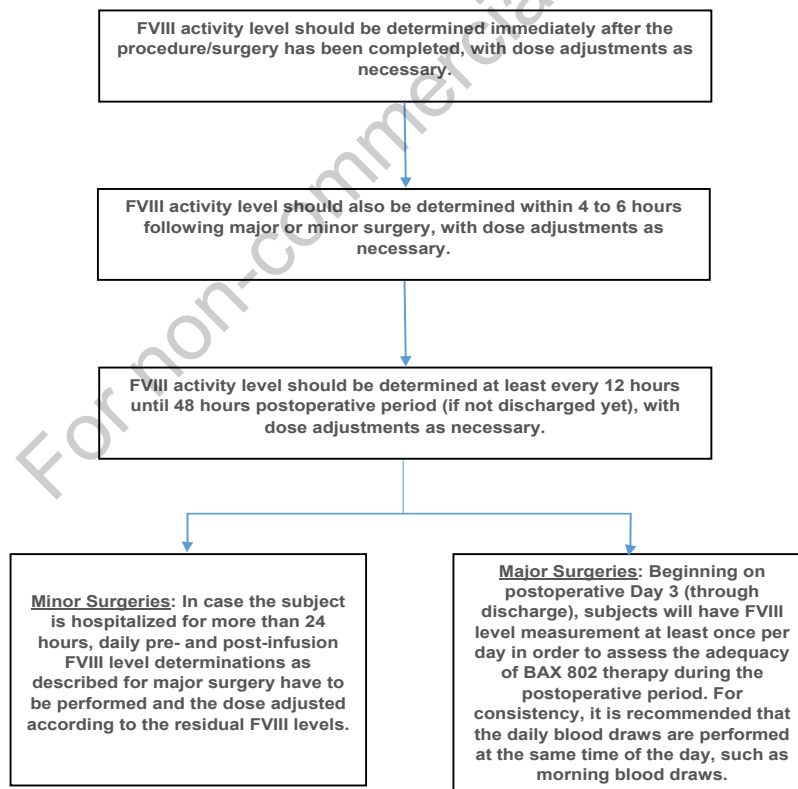 For non-commercia
FVIII activity level should be determined immediately after the
procedure/surgery has been completed, with dose adjustments as
necessary.
FVIII activity level should also be determined within 4 to 6 hours
following major or minor surgery, with dose adjustments as
necessary.
FVIII activity level should be determined at least every 12 hours
until 48 hours postoperative period (if not discharged yet), with
dose adjustments as necessary.
Minor Surgeries: In case the subject
is hospitalized for more than 24
hours, daily pre- and post-infusion
FVIII level determinations as
described for major surgery have to
be performed and the dose adjusted
according to the residual FVIII levels.
Major Surgeries: Beginning on
postoperative Day 3 (through
discharge), subjects will have FVIII
level measurement at least once per
day in order to assess the adequacy
of BAX 802 therapy during the
postoperative period. For
consistency, it is recommended that
the daily blood draws are performed
at the same time of the day, such as
morning blood draws.